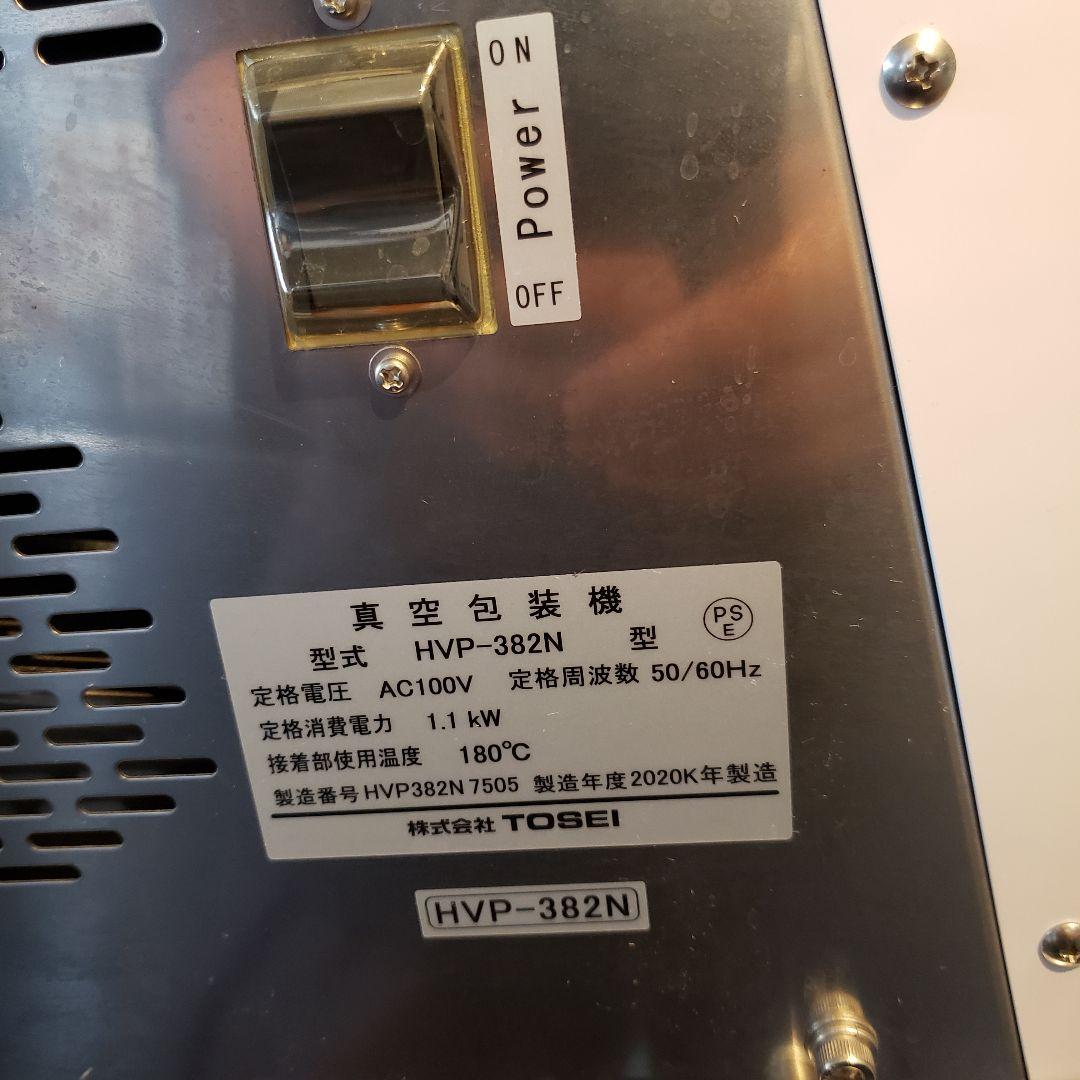 ON
Power
OFF
真空包装機
型式 HVP-382N 型
PSE
定格電圧 AC100V 定格周波数 50/60Hz
定格消費電力 1.1 kW
接着部使用温度 180℃
製造番号 HVP382N 7505 製造年度 2020K年製造
株式会社 TOSEI
HVP-382N